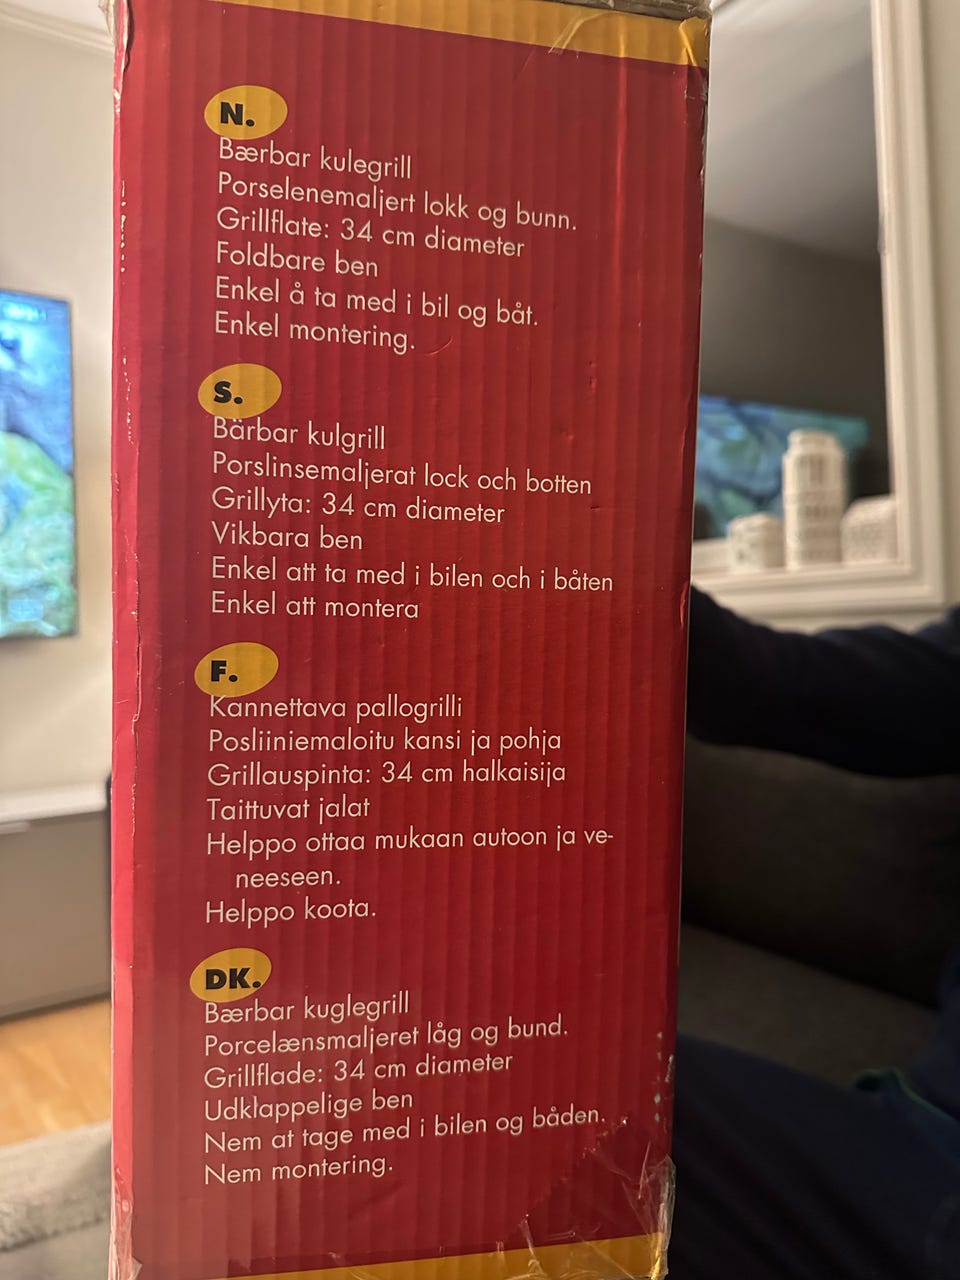 N.
Bærbar kulegrill
Porselenemaljert lokk og bunn.
Grillflate: 34 cm diameter
Foldbare ben
Enkel å ta med i bil og båt.
Enkel montering.
S.
Bärbar kulgrill
Porslinsemaljerat lock och botten
Grillyta: 34 cm diameter
Vikbara ben
Enkel att ta med i bilen och i båten
Enkel att montera
F.
Kannettava pallogrilli
Posliiniemaloitu kansi ja pohja
Grillauspinta: 34 cm halkaisija
Taittuvat jalat
Helppo ottaa mukaan autoon ja ve-
neeseen.
Helppo koota.
DK.
Bærbar kuglegrill
Porcelænsmaljeret låg og bund.
Grillflade: 34 cm diameter
Udklappelige ben
Nem at tage med i bilen og båden.
Nem montering.